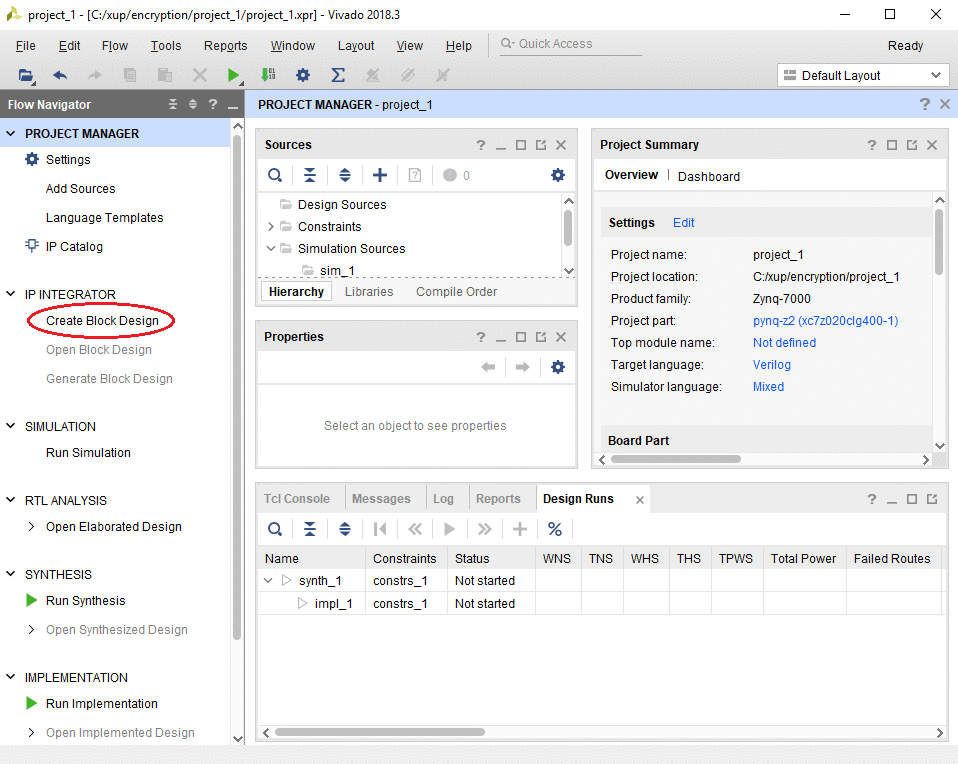 project_1 - [C:/xup/encryption/project_1/project_1.xpr] - Vivado 2018.3
File Edit Flow Tools Reports Window Layout View Help Quick Access Ready
Default Layout
Flow Navigator
PROJECT MANAGER
Settings
Add Sources
Language Templates
IP Catalog
IP INTEGRATOR
Create Block Design
Open Block Design
Generate Block Design
SIMULATION
Run Simulation
RTL ANALYSIS
Open Elaborated Design
SYNTHESIS
Run Synthesis
Open Synthesized Design
IMPLEMENTATION
Run Implementation
Open Implemented Design
PROJECT MANAGER - project_1
Sources
0
Design Sources
Constraints
Simulation Sources
sim_1
Hierarchy Libraries Compile Order
Properties
Select an object to see properties
Project Summary
Overview Dashboard
Settings Edit
Project name: project_1
Project location: C:/xup/encryption/project_1
Product family: Zynq-7000
Project part: pynq-z2 (xc7z020clg400-1)
Top module name: Not defined
Target language: Verilog
Simulator language: Mixed
Board Part
Tcl Console Messages Log Reports Design Runs
Name Constraints Status WNS TNS WHS THS TPWS Total Power Failed Routes
synth_1 constrs_1 Not started
impl_1 constrs_1 Not started